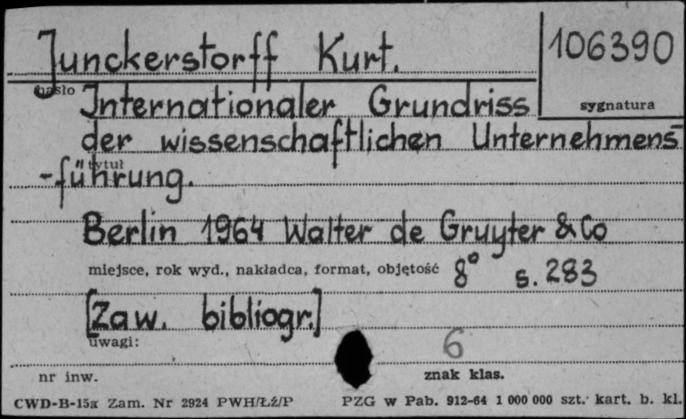 Junckerstorff Kurt.
106390
hasło
sygnatura
Internationaler Grundriss
der wissenschaftlichen Unternehmens
tytuł
-führung.
Berlin 1964 Walter de Gruyter & Co
miejsce, rok wyd., nakładca, format, objętość 8° s. 283
[Zaw. bibliogr.]
uwagi:
6
nr inw.
znak klas.
CWD-B-15a Zam. Nr 2924 PWH/ŁŻ/P PZG w Pab. 912-64 1 000 000 szt. kart. b. kl.